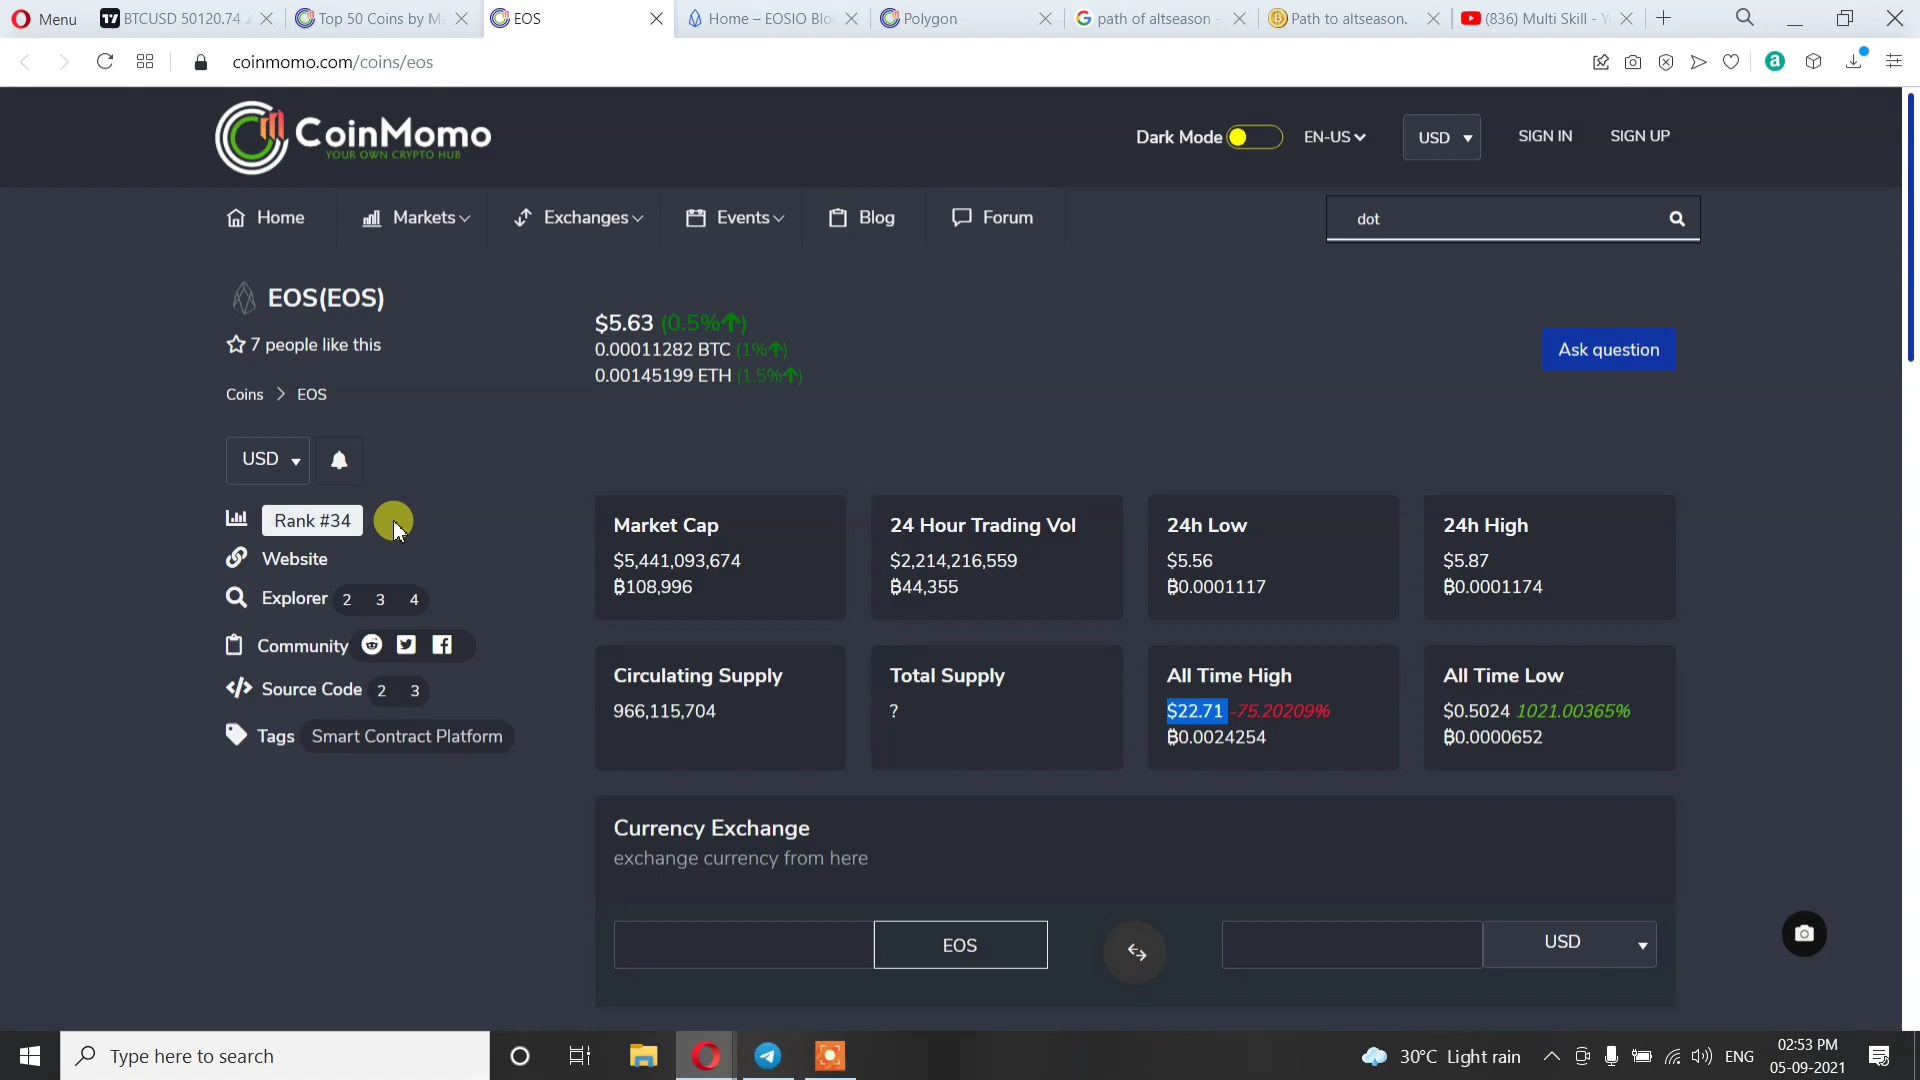 Menu
BTCUSD 50120.74
Top 50 Coins by Ma
EOS
Home – EOSIO Blo
Polygon
path of altseason -
Path to altseason.
(836) Multi Skill - Y
coinmomo.com/coins/eos
CoinMomo
YOUR OWN CRYPTO HUB
Dark Mode
EN-US
USD
SIGN IN
SIGN UP
Home
Markets
Exchanges
Events
Blog
Forum
dot
EOS(EOS)
7 people like this
$5.63 (0.5%↑)
0.00011282 BTC (1%↑)
0.00145199 ETH (1.5%↑)
Ask question
Coins > EOS
USD
Rank #34
Website
Explorer 2 3 4
Community
Source Code 2 3
Tags Smart Contract Platform
Market Cap
$5,441,093,674
₿108,996
24 Hour Trading Vol
$2,214,216,559
₿44,355
24h Low
$5.56
₿0.0001117
24h High
$5.87
₿0.0001174
Circulating Supply
966,115,704
Total Supply
?
All Time High
$22.71 -75.20209%
₿0.0024254
All Time Low
$0.5024 1021.00365%
₿0.0000652
Currency Exchange
exchange currency from here
EOS
USD
Type here to search
30°C Light rain
ENG
02:53 PM
05-09-2021